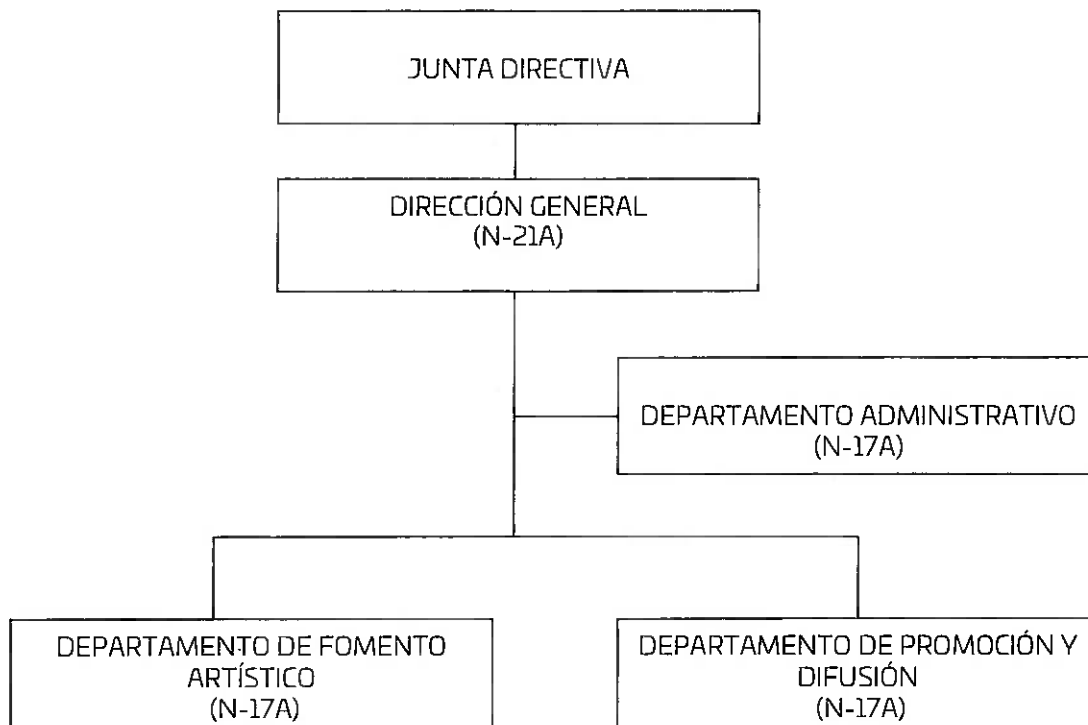 JUNTA DIRECTIVA
DIRECCIÓN GENERAL
(N-21A)
DEPARTAMENTO ADMINISTRATIVO
(N-17A)
DEPARTAMENTO DE FOMENTO
ARTÍSTICO
(N-17A)
DEPARTAMENTO DE PROMOCIÓN Y
DIFUSIÓN
(N-17A)